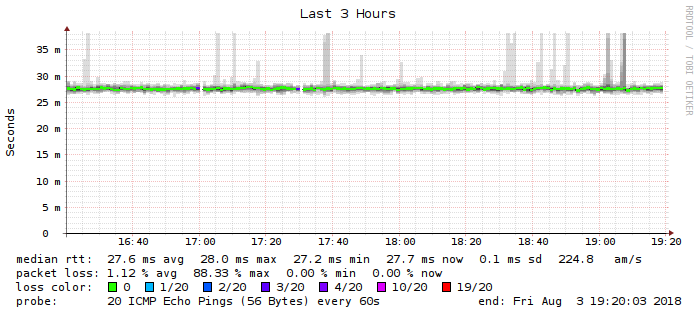 Last 3 Hours
RRDTOOL / TOBI OETIKER
Seconds
35 m
30 m
25 m
20 m
15 m
10 m
5 m
0
16:40 17:00 17:20 17:40 18:00 18:20 18:40 19:00 19:20
median rtt: 27.6 ms avg 28.0 ms max 27.2 ms min 27.7 ms now 0.1 ms sd 224.8 am/s
packet loss: 1.12 % avg 88.33 % max 0.00 % min 0.00 % now
loss color: 0 1/20 2/20 3/20 4/20 10/20 19/20
probe: 20 ICMP Echo Pings (56 Bytes) every 60s end: Fri Aug 3 19:20:03 2018